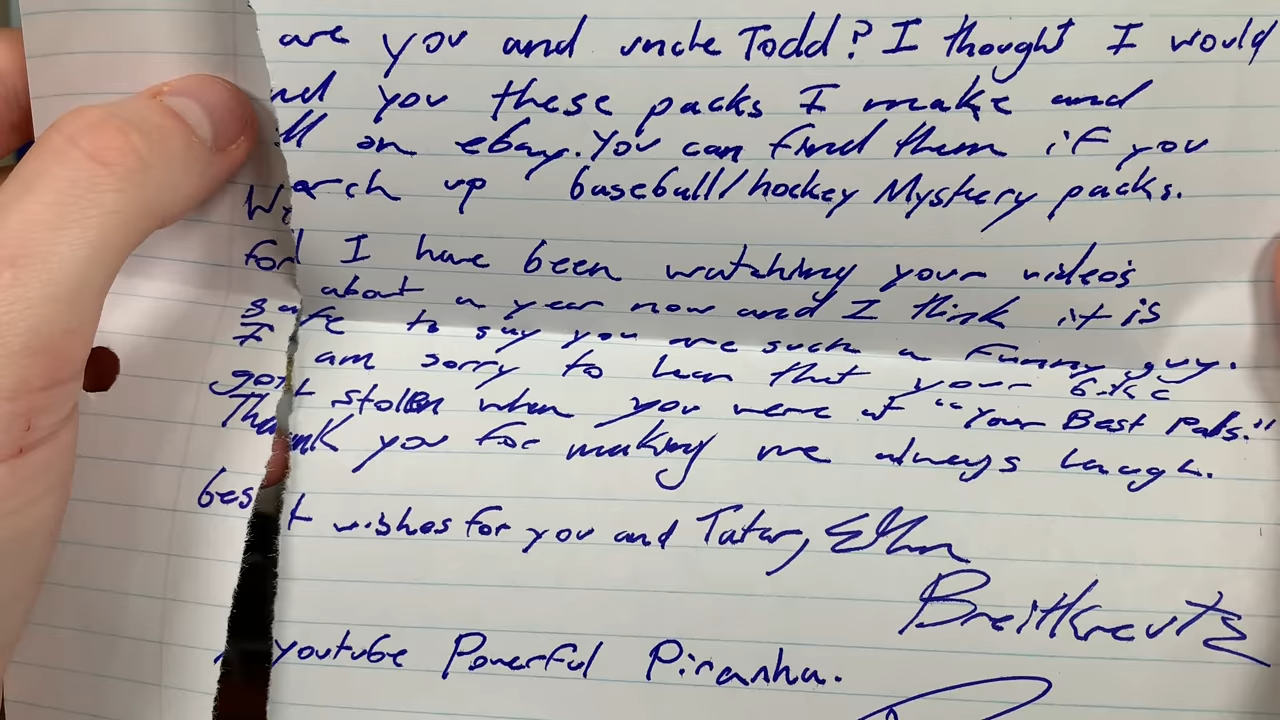 are you and uncle Todd? I thought I would
nd you these packs I make and
ll on ebay. You can find them if you
arch up baseball/hockey Mystery packs.
for I have been watching your video's
about a year now and I think it is
safe to say you are such a funny guy.
I am sorry to hear that your bike
got stolen when you were at "Your Best Pals."
Thank you for making me always laugh.
best wishes for you and Tatar, Ethan
Breitkreutz
youtube Powerful Piranha.